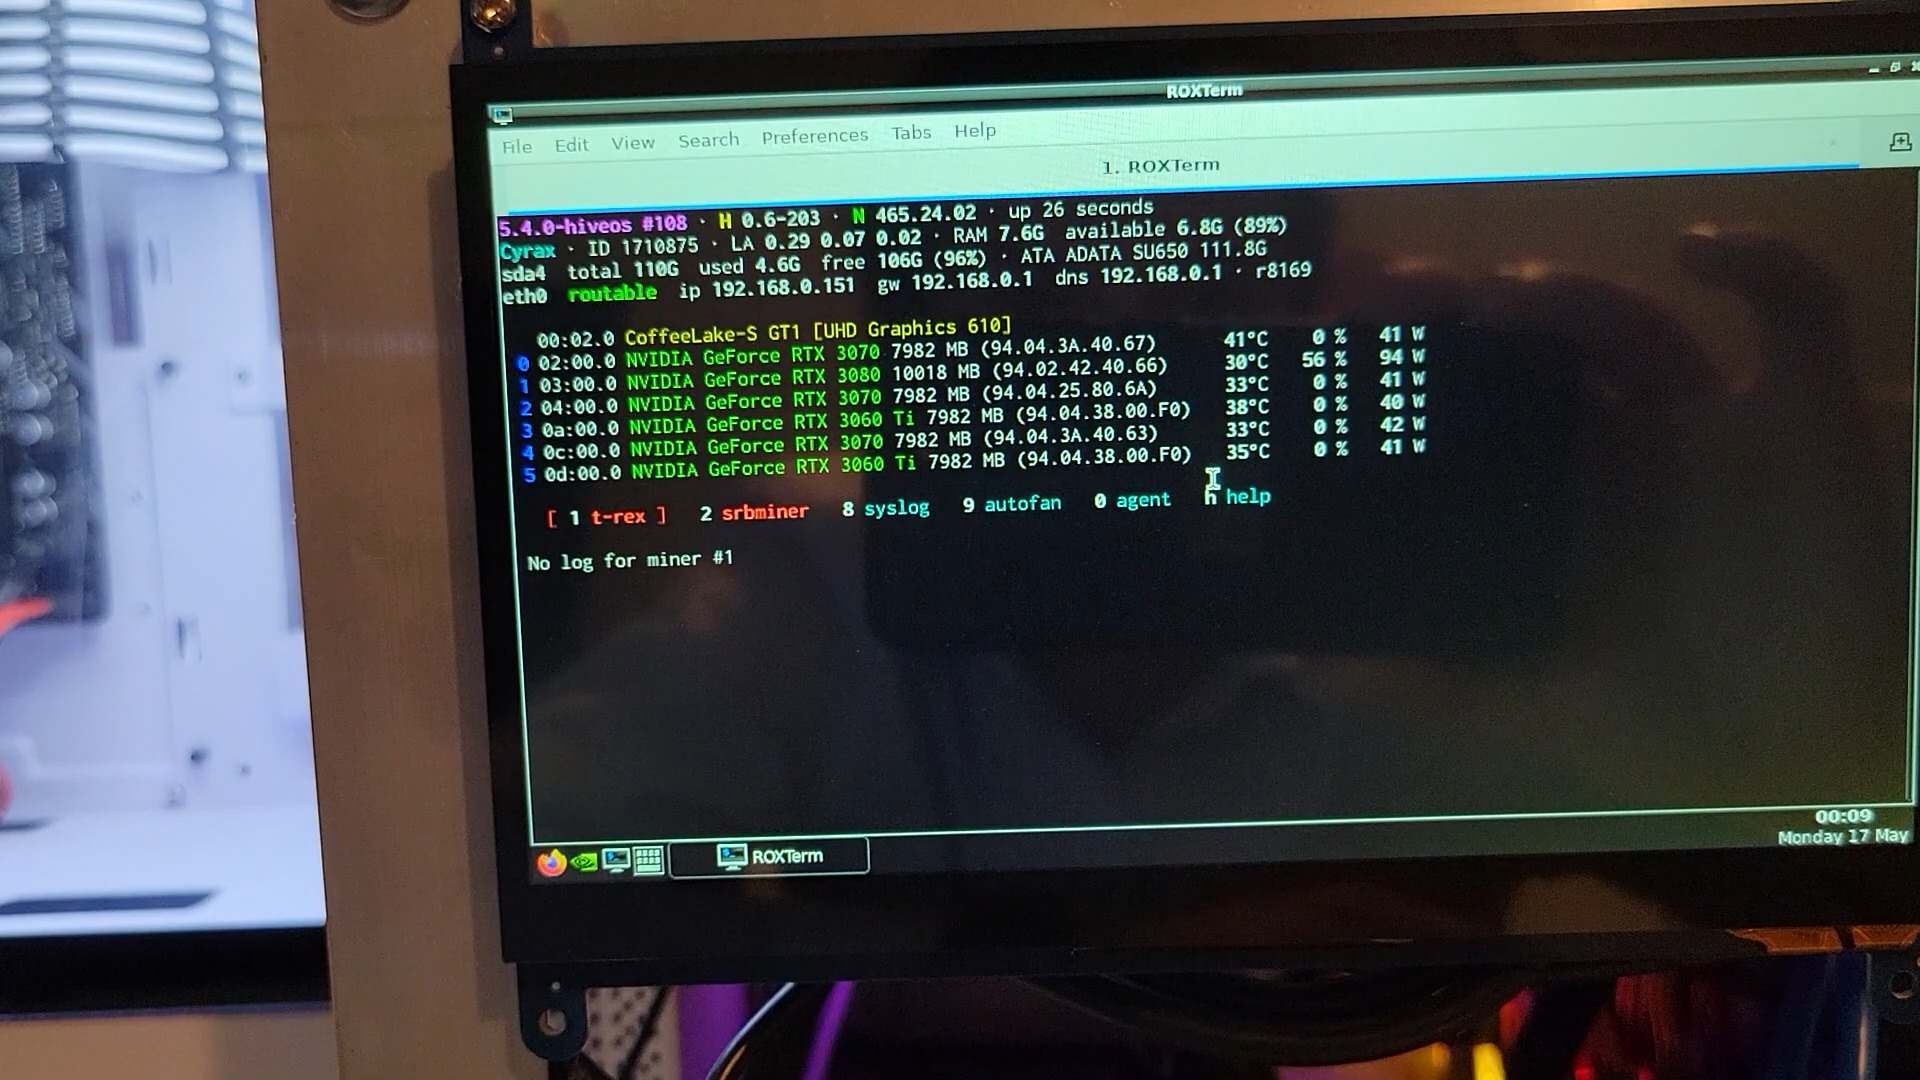 ROXTerm
File Edit View Search Preferences Tabs Help
1. ROXTerm
5.4.0-hiveos #108 · H 0.6-203 · N 465.24.02 · up 26 seconds
Cyrax · ID 1710875 · LA 0.29 0.07 0.02 · RAM 7.6G available 6.8G (89%)
sda4 total 110G used 4.6G free 106G (96%) · ATA ADATA SU650 111.8G
eth0 routable ip 192.168.0.151 gw 192.168.0.1 dns 192.168.0.1 · r8169
00:02.0 CoffeeLake-S GT1 [UHD Graphics 610]
0 02:00.0 NVIDIA GeForce RTX 3070 7982 MB (94.04.3A.40.67) 41°C 0 % 41 W
1 03:00.0 NVIDIA GeForce RTX 3080 10018 MB (94.02.42.40.66) 30°C 56 % 94 W
2 04:00.0 NVIDIA GeForce RTX 3070 7982 MB (94.04.25.80.6A) 33°C 0 % 41 W
3 0a:00.0 NVIDIA GeForce RTX 3060 Ti 7982 MB (94.04.38.00.F0) 38°C 0 % 40 W
4 0c:00.0 NVIDIA GeForce RTX 3070 7982 MB (94.04.3A.40.63) 33°C 0 % 42 W
5 0d:00.0 NVIDIA GeForce RTX 3060 Ti 7982 MB (94.04.38.00.F0) 35°C 0 % 41 W
[ 1 t-rex ] 2 srbminer 8 syslog 9 autofan 0 agent h help
No log for miner #1
00:09
Monday 17 May
ROXTerm